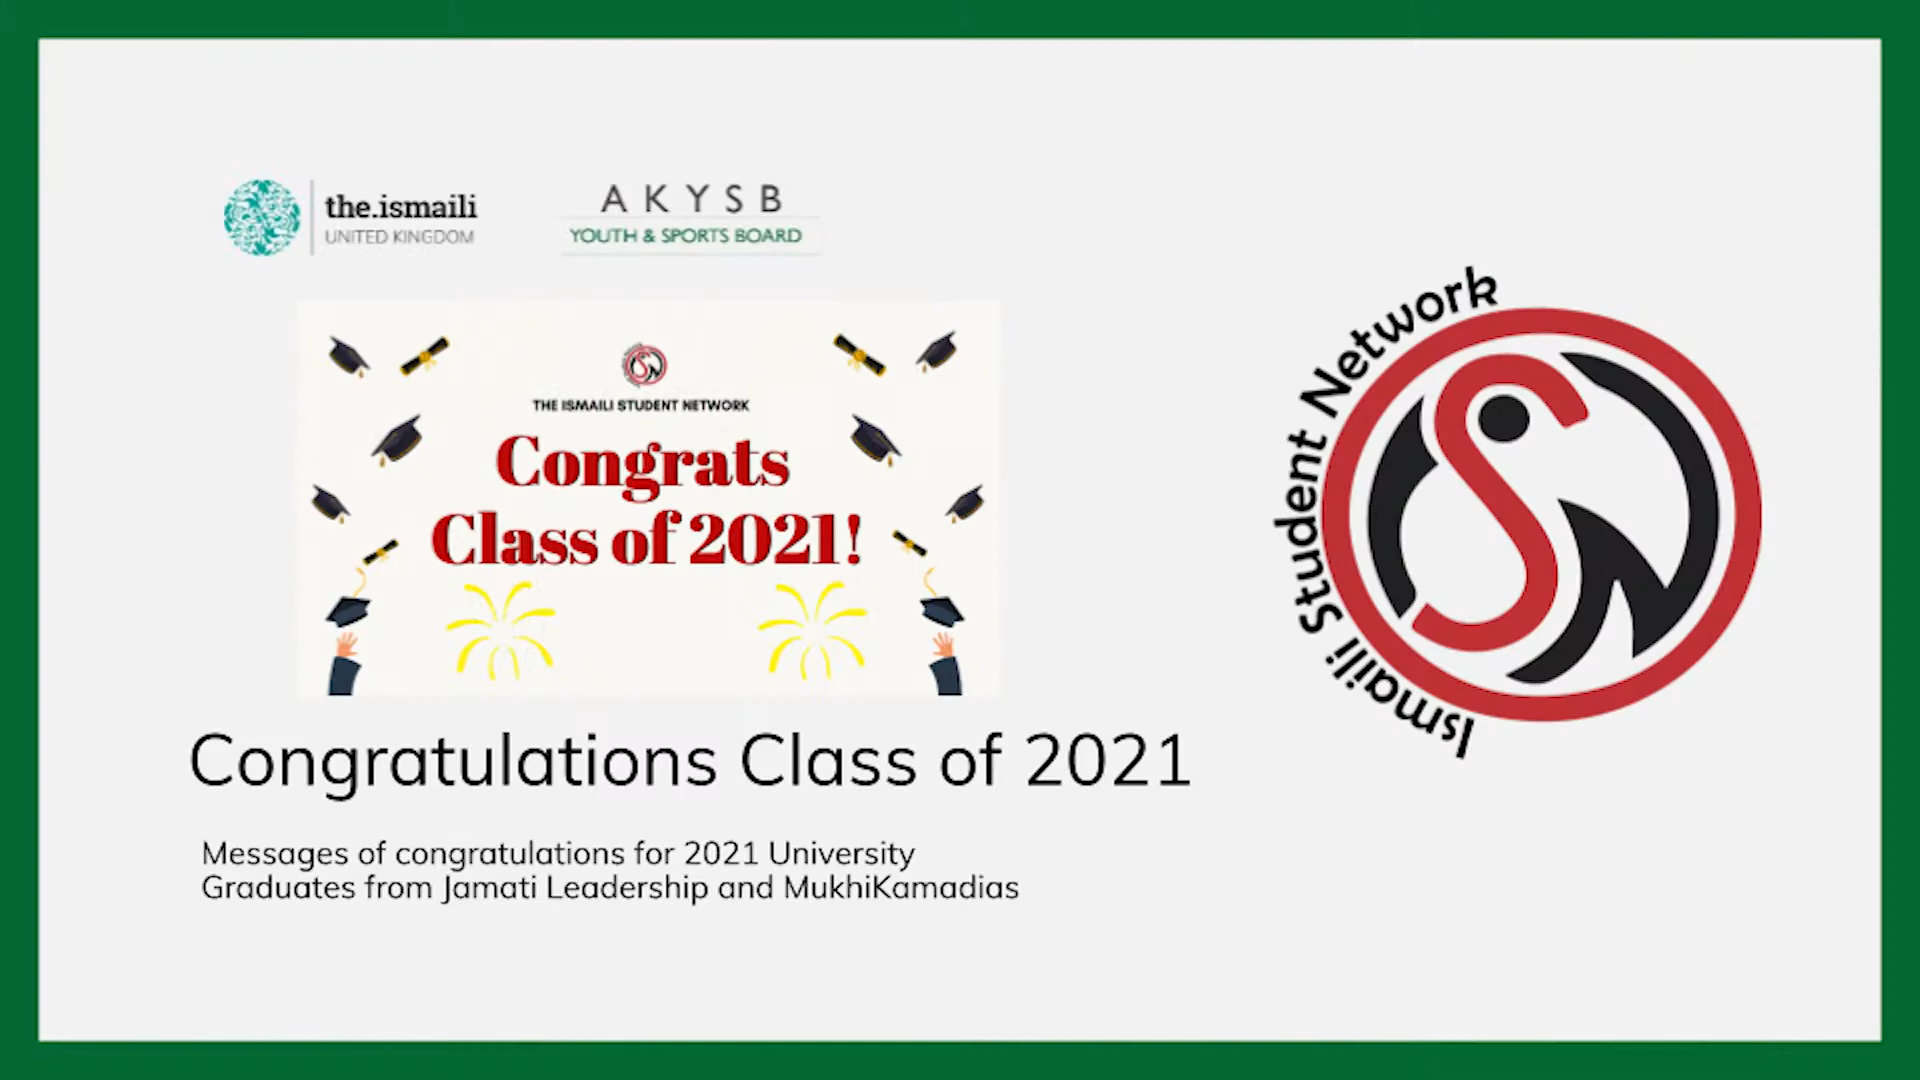 the.ismaili
UNITED KINGDOM
AKYSB
YOUTH & SPORTS BOARD
THE ISMAILI STUDENT NETWORK
Congrats
Class of 2021!
Ismaili Student Network
Congratulations Class of 2021
Messages of congratulations for 2021 University
Graduates from Jamati Leadership and MukhiKamadias